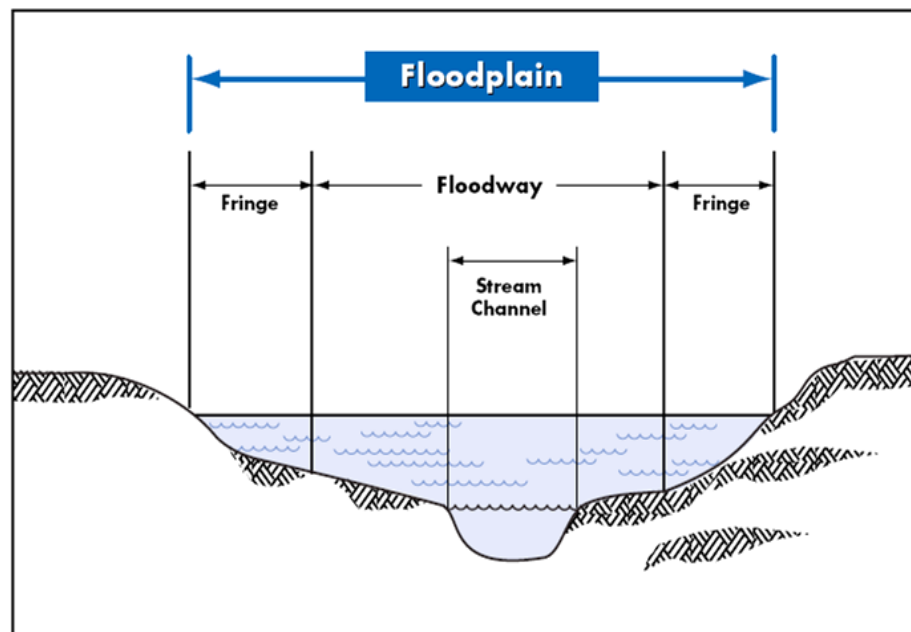 Floodplain
Floodway
Fringe
Fringe
Stream
Channel